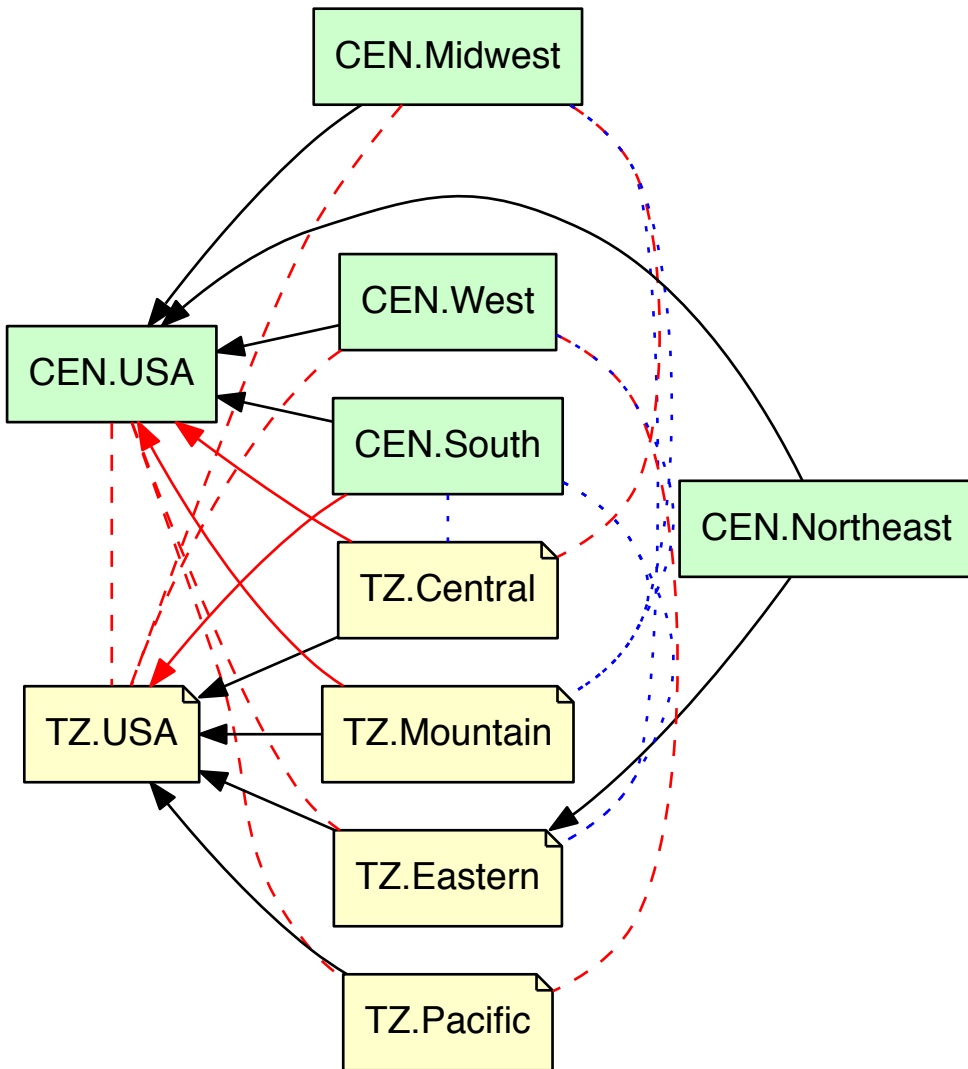 CEN.Midwest
CEN.West
CEN.USA
CEN.South
CEN.Northeast
TZ.Central
TZ.USA
TZ.Mountain
TZ.Eastern
TZ.Pacific